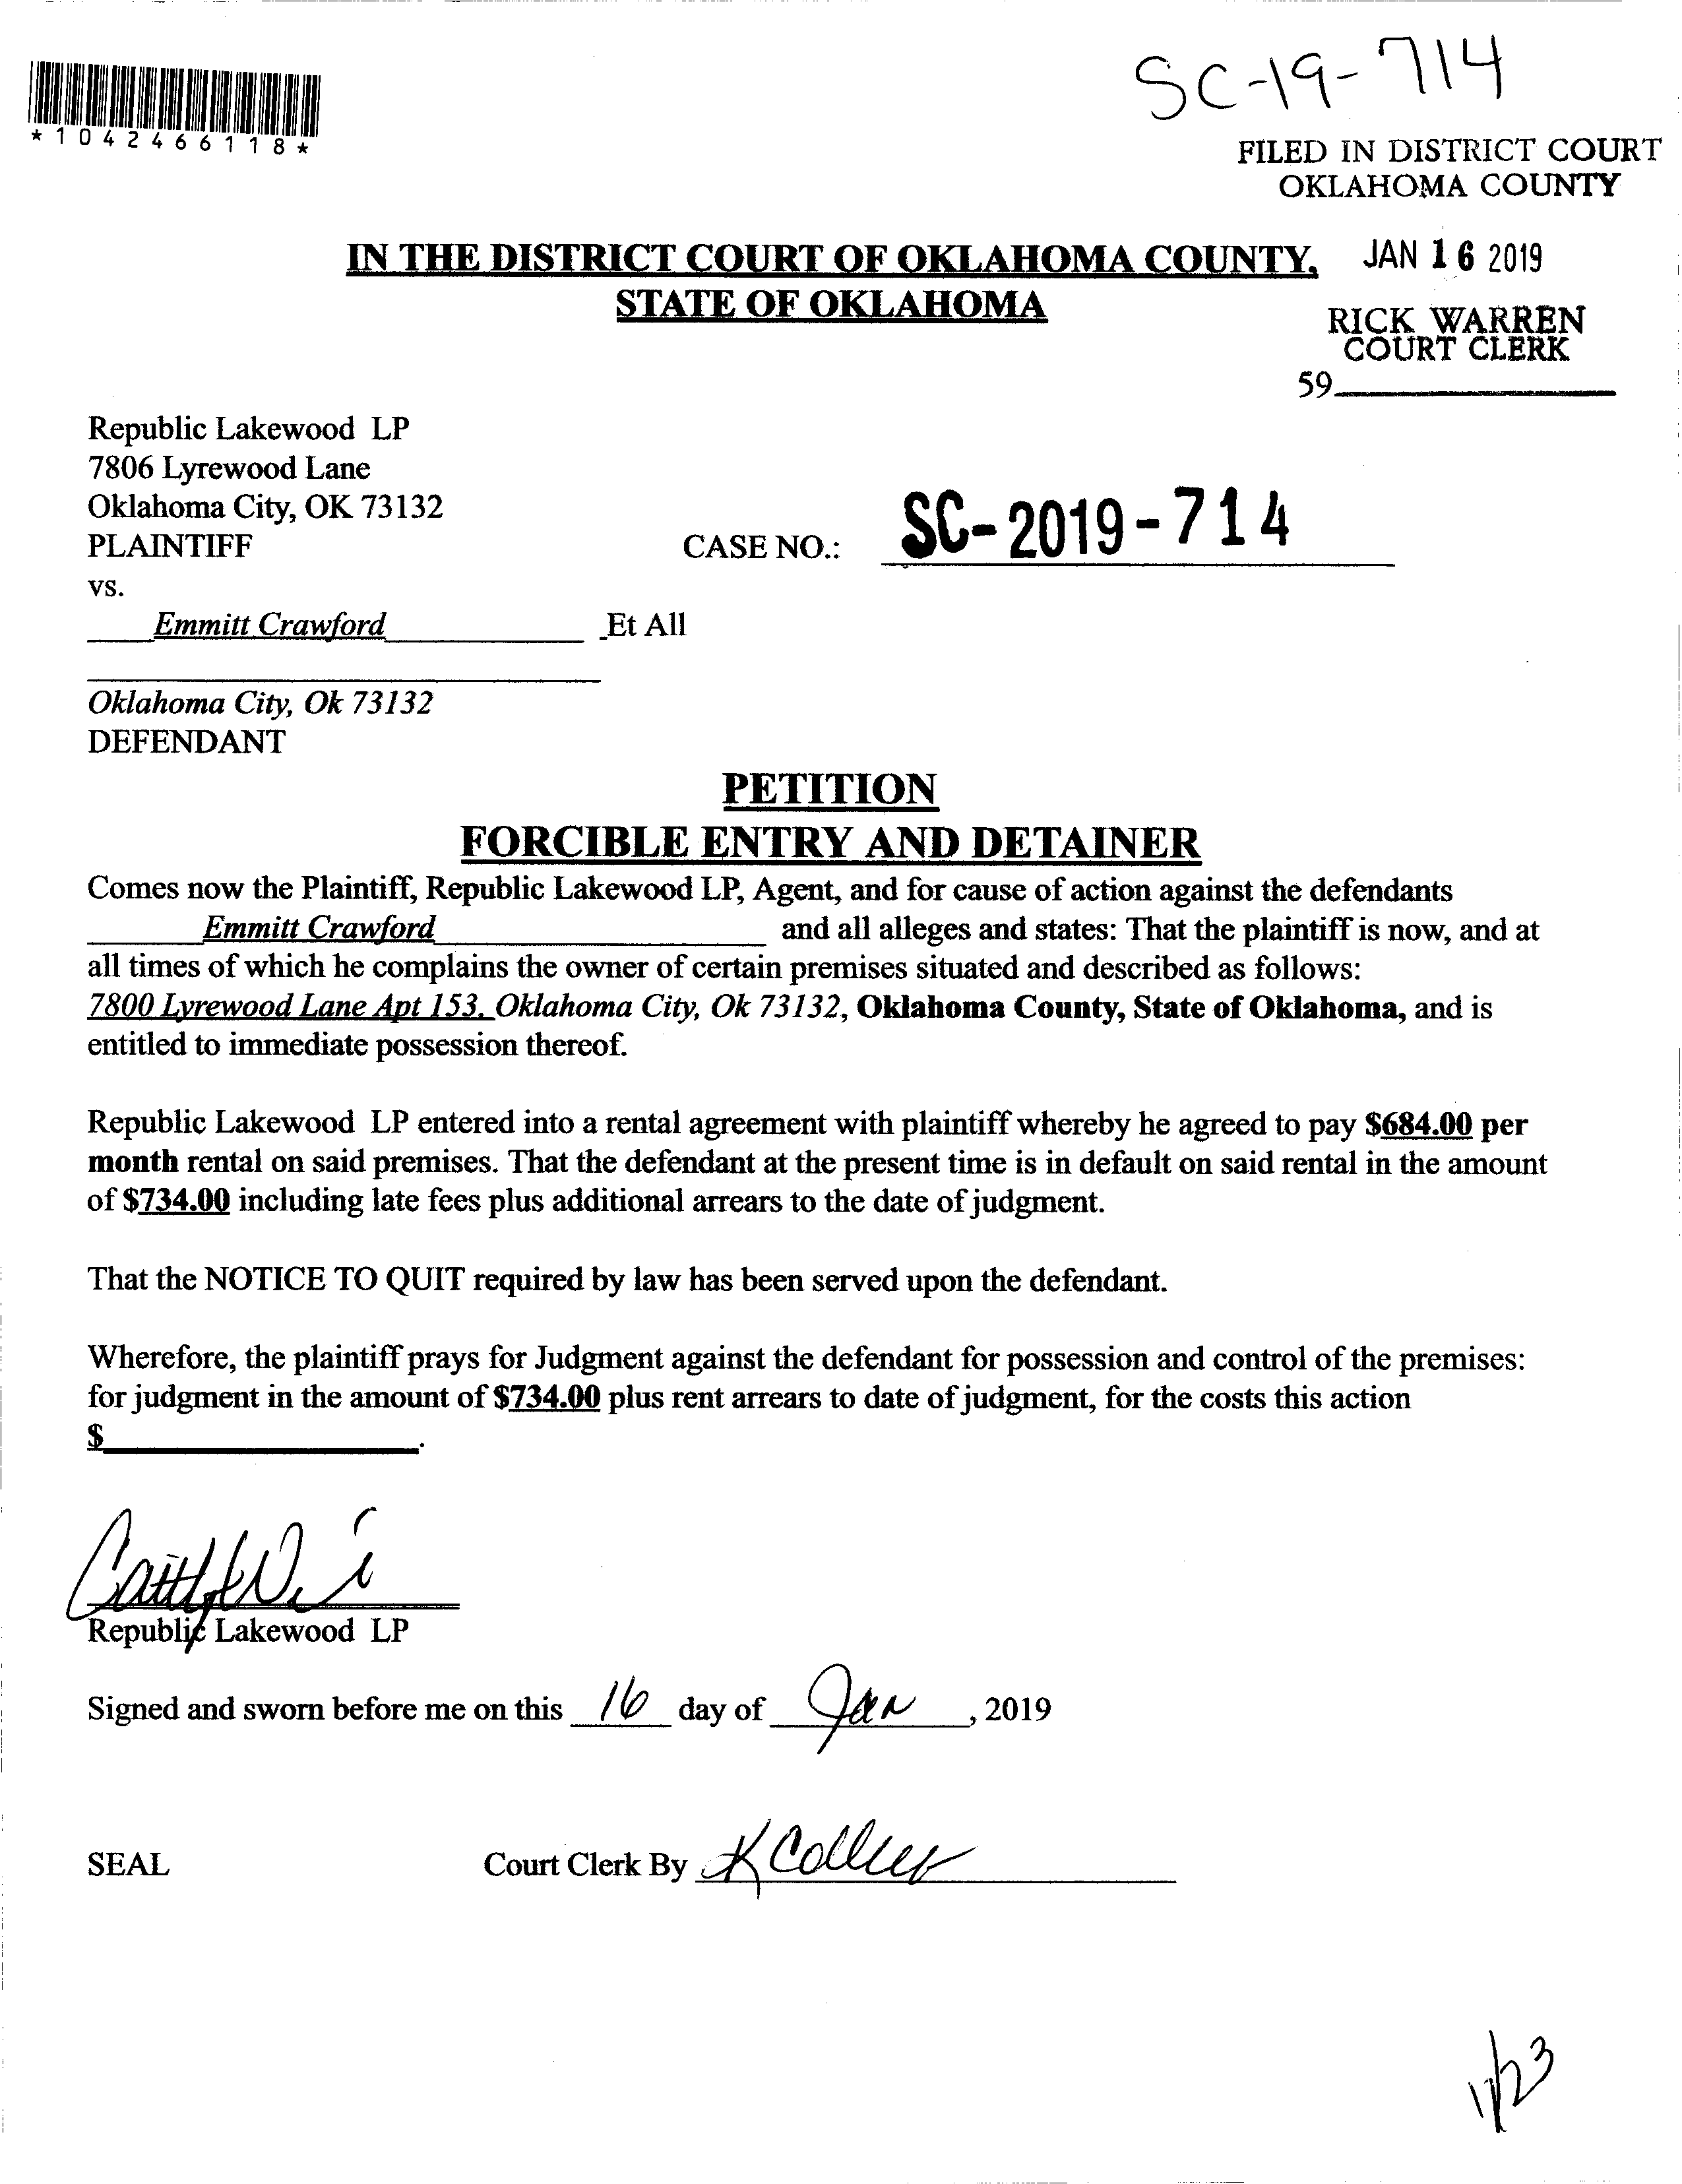 SC-19-714
*1042466118*
FILED IN DISTRICT COURT
OKLAHOMA COUNTY
IN THE DISTRICT COURT OF OKLAHOMA COUNTY,
STATE OF OKLAHOMA
JAN 16 2019
RICK WARREN
COURT CLERK
59
Republic Lakewood LP
7806 Lyrewood Lane
Oklahoma City, OK 73132
PLAINTIFF
CASE NO.: SC-2019-714
vs.
Emmitt Crawford Et All
Oklahoma City, Ok 73132
DEFENDANT
PETITION
FORCIBLE ENTRY AND DETAINER
Comes now the Plaintiff, Republic Lakewood LP, Agent, and for cause of action against the defendants
Emmitt Crawford and all alleges and states: That the plaintiff is now, and at
all times of which he complains the owner of certain premises situated and described as follows:
7800 Lyrewood Lane Apt 153, Oklahoma City, Ok 73132, Oklahoma County, State of Oklahoma, and is
entitled to immediate possession thereof.
Republic Lakewood LP entered into a rental agreement with plaintiff whereby he agreed to pay $684.00 per
month rental on said premises. That the defendant at the present time is in default on said rental in the amount
of $734.00 including late fees plus additional arrears to the date of judgment.
That the NOTICE TO QUIT required by law has been served upon the defendant.
Wherefore, the plaintiff prays for Judgment against the defendant for possession and control of the premises:
for judgment in the amount of $734.00 plus rent arrears to date of judgment, for the costs this action
$ .
Republic Lakewood LP
Signed and sworn before me on this 16 day of Jan, 2019
SEAL Court Clerk By K Collier
1/23